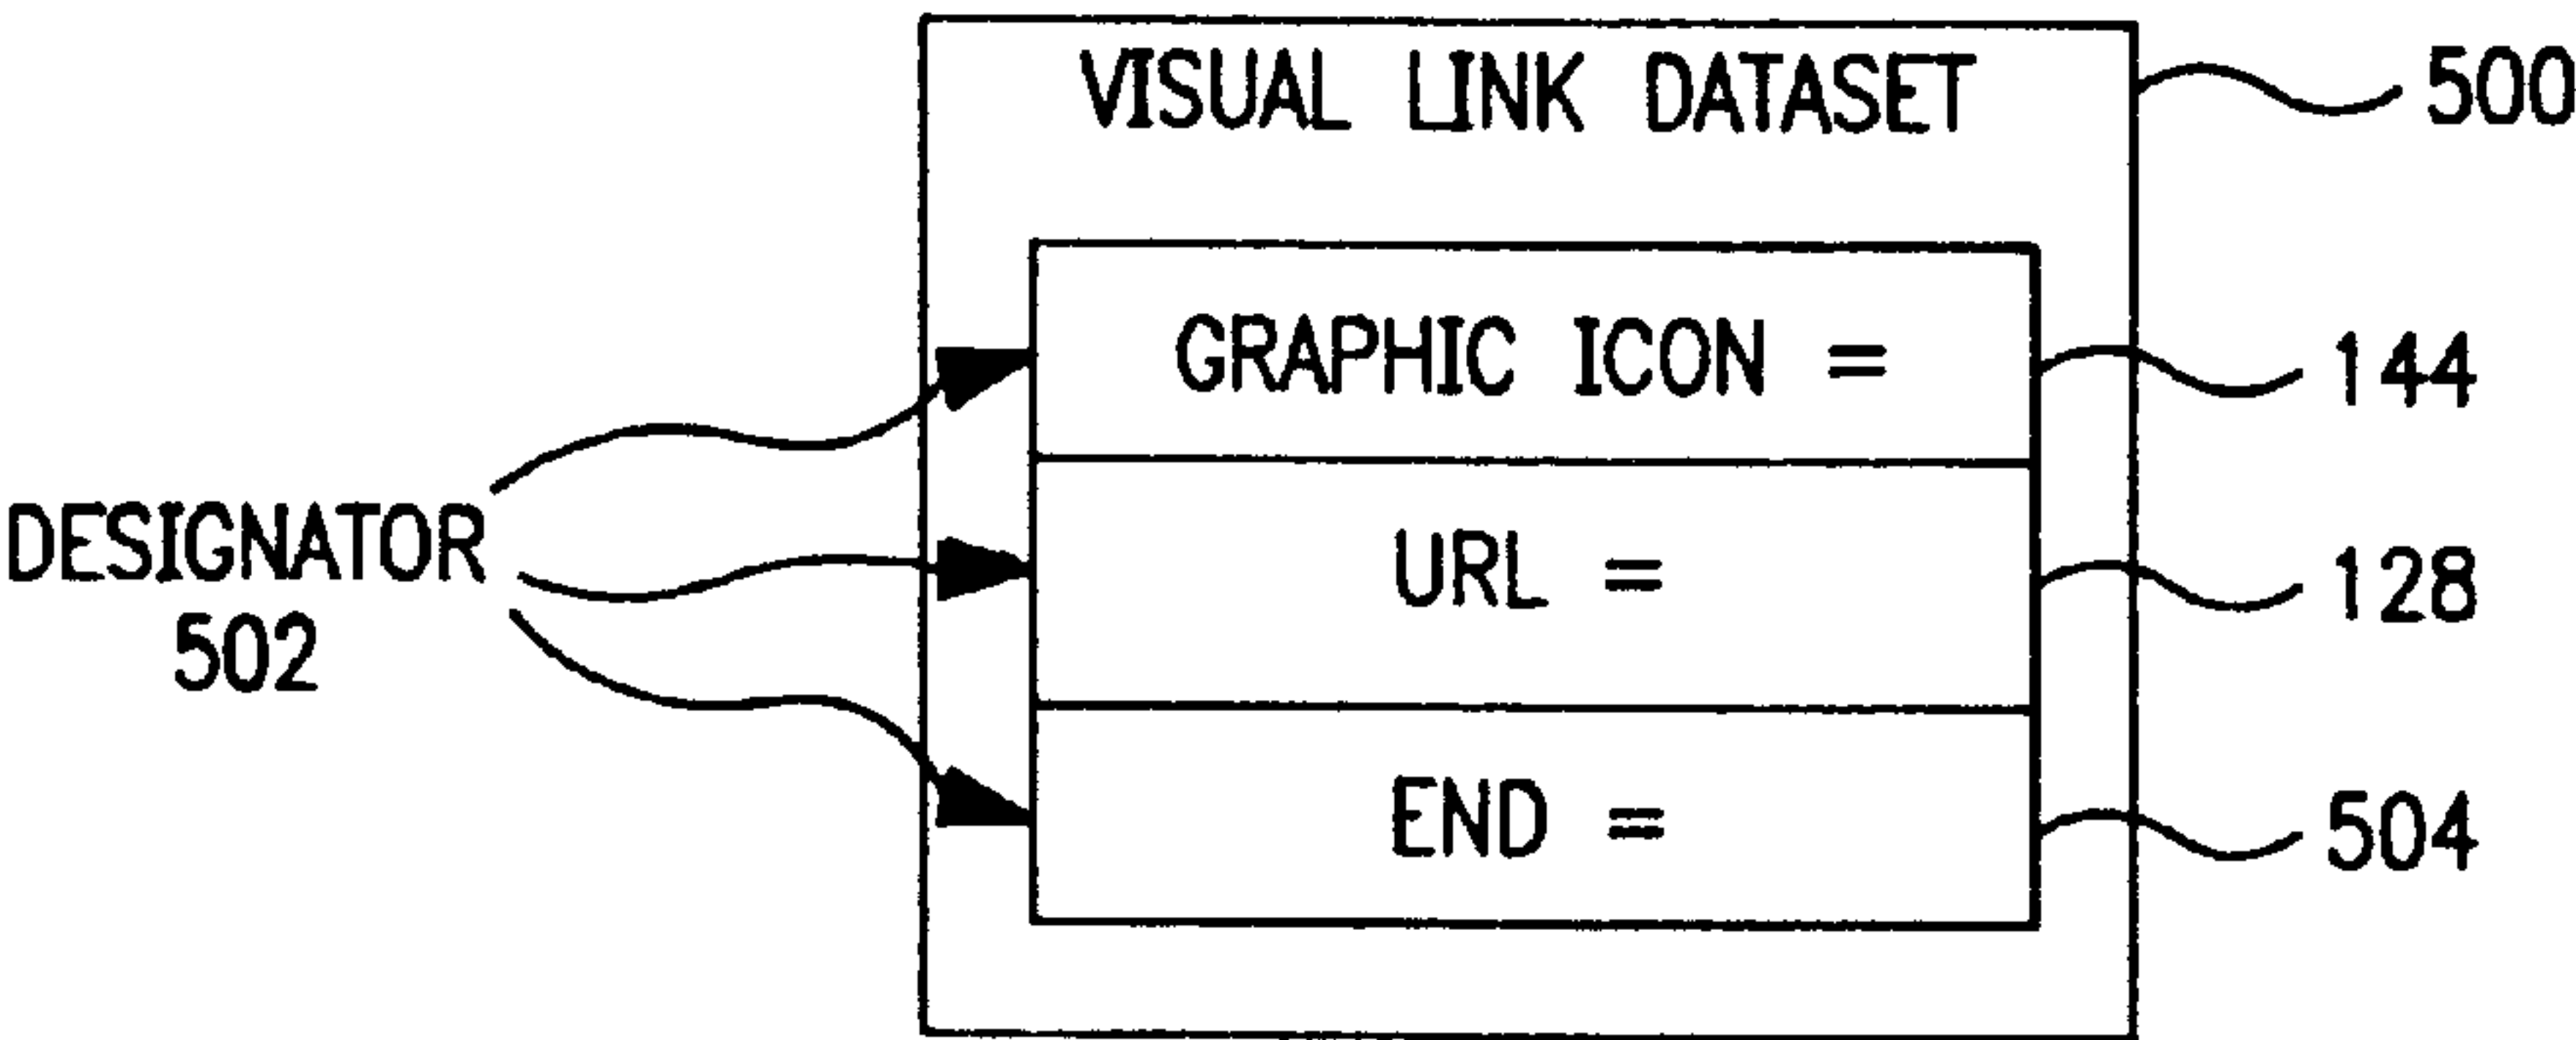 VISUAL LINK DATASET
500
GRAPHIC ICON =
144
DESIGNATOR
502
URL =
128
END =
504